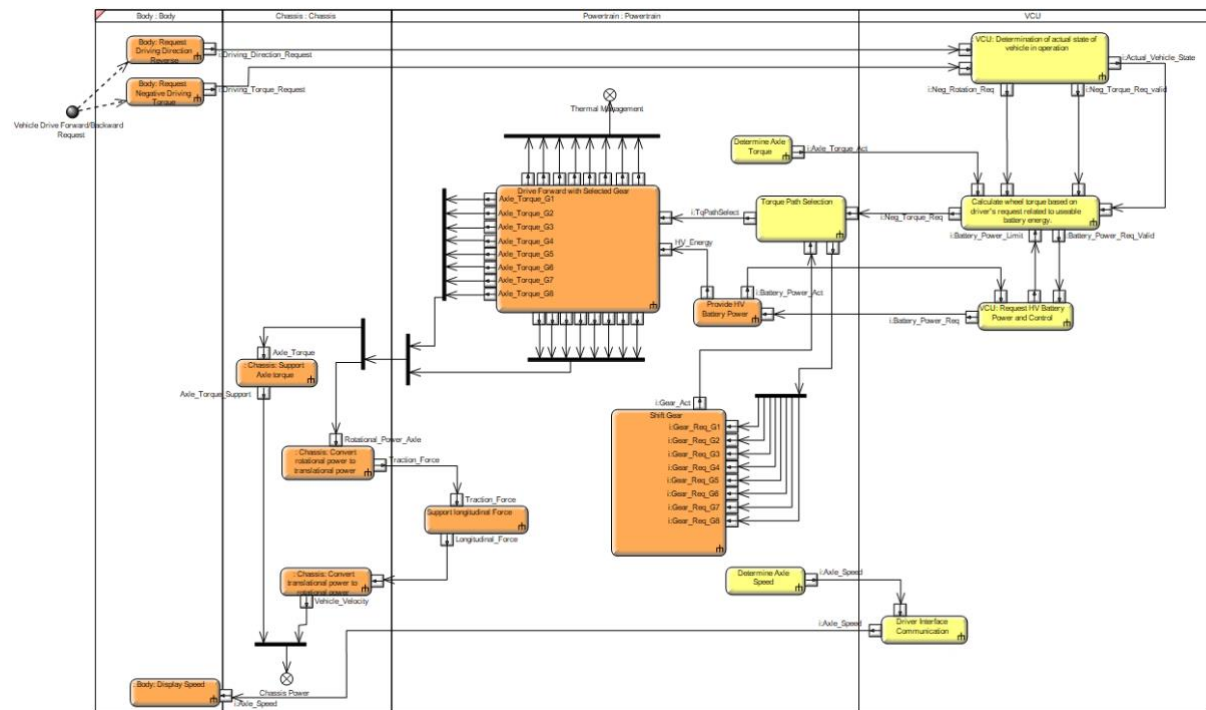 Body : Body
Chassis : Chassis
Powertrain : Powertrain
VCU
Body: Request
Driving Direction
Reverse
i:Driving_Direction_Request
Body: Request
Negative Driving
Torque
i:Driving_Torque_Request
Vehicle Drive Forward/Backward
Request
VCU: Determination of actual state of
vehicle in operation
i:Actual_Vehicle_State
i:Neg_Rotation_Req
i:Neg_Torque_Req_valid
Thermal Management
Determine Axle
Torque
i:Axle_Torque_Act
Drive Forward with Selected Gear
Axle_Torque_G1
Axle_Torque_G2
Axle_Torque_G3
Axle_Torque_G4
Axle_Torque_G5
Axle_Torque_G6
Axle_Torque_G7
Axle_Torque_G8
i:TqPathSelect
HV_Energy
Torque Path Selection
i:Neg_Torque_Req
Calculate wheel torque based on
driver's request related to useable
battery energy.
i:Battery_Power_Limit
i:Battery_Power_Req_Valid
i:Battery_Power_Act
Provide HV
Battery Power
i:Battery_Power_Req
VCU: Request HV Battery
Power and Control
Axle_Torque
: Chassis: Support
Axle torque
Axle_Torque_Support
i:Gear_Act
Shift Gear
i:Gear_Req_G1
i:Gear_Req_G2
i:Gear_Req_G3
i:Gear_Req_G4
i:Gear_Req_G5
i:Gear_Req_G6
i:Gear_Req_G7
i:Gear_Req_G8
Rotational_Power_Axle
: Chassis: Convert
rotational power to
translational power
Traction_Force
Traction_Force
Support longitudinal Force
Longitudinal_Force
: Chassis: Convert
translational power to
rotational power
Vehicle_Velocity
Determine Axle
Speed
i:Axle_Speed
Driver Interface
Communication
i:Axle_Speed
Chassis Power
: Body: Display Speed
i:Axle_Speed